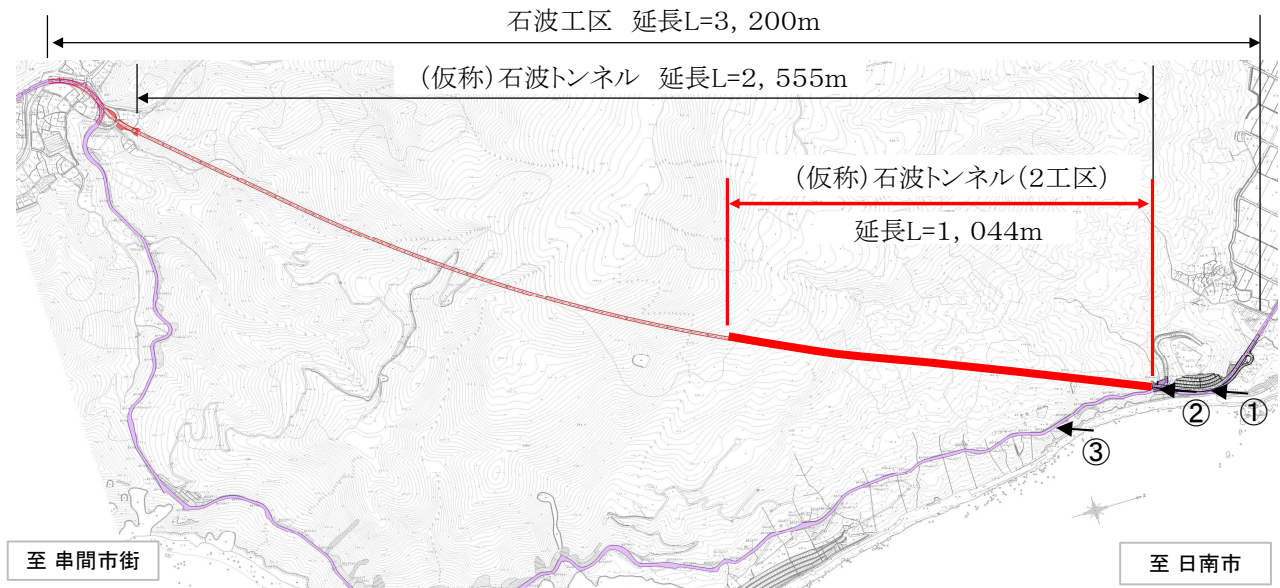 石波工区 延長L=3,200m
(仮称)石波トンネル 延長L=2,555m
(仮称)石波トンネル(2工区)
延長L=1,044m
②
①
③
至 串間市街
至 日南市